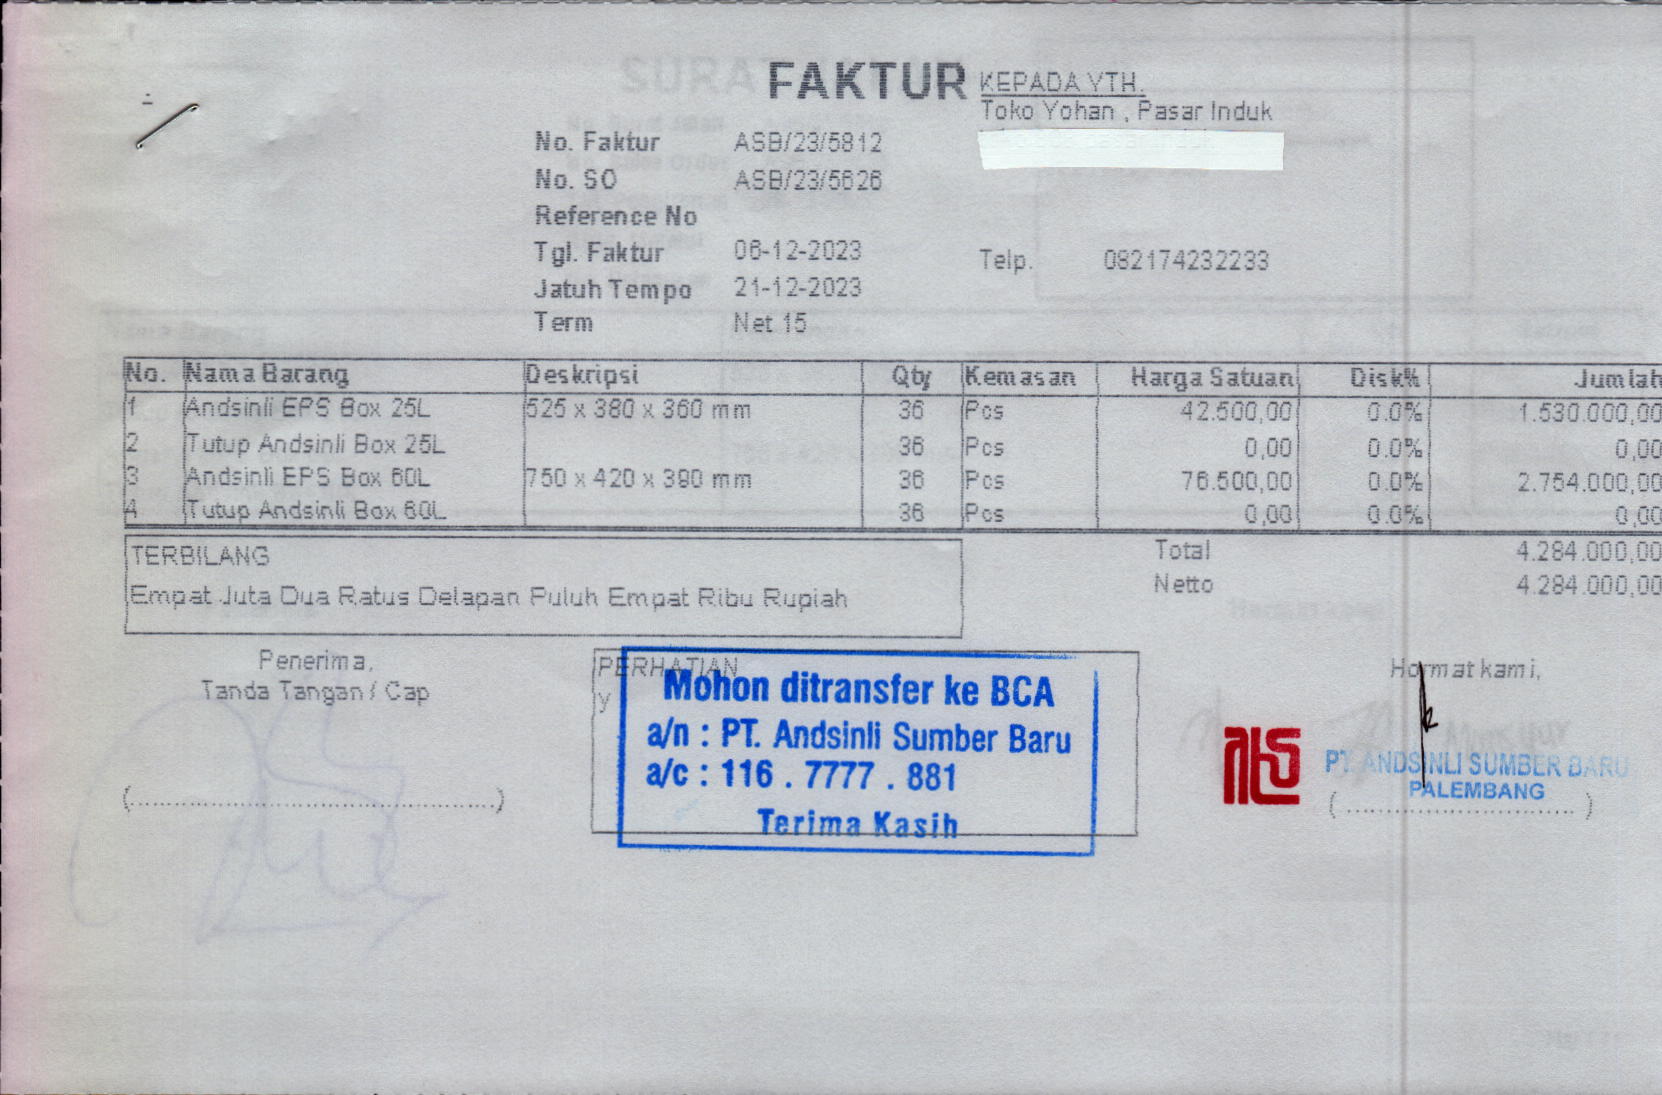 FAKTUR
KEPADA YTH.
Toko Yohan , Pasar Induk
No. Faktur ASB/23/5812
No. SO ASB/23/5626
Reference No
Tgl. Faktur 06-12-2023
Telp. 082174232233
Jatuh Tempo 21-12-2023
Term Net 15
No. Nama Barang Deskripsi Qty Kemasan Harga Satuan Disk% Jumlah
1 Andsinli EPS Box 25L 525 x 380 x 360 mm 36 Pcs 42.500,00 0.0% 1.530.000,00
2 Tutup Andsinli Box 25L 36 Pcs 0,00 0.0% 0,00
3 Andsinli EPS Box 60L 750 x 420 x 390 mm 36 Pcs 76.500,00 0.0% 2.754.000,00
4 Tutup Andsinli Box 60L 36 Pcs 0,00 0.0% 0,00
TERBILANG
Empat Juta Dua Ratus Delapan Puluh Empat Ribu Rupiah
Total 4.284.000,00
Netto 4.284.000,00
Penerima,
Tanda Tangan / Cap
PERHATIAN
y
Mohon ditransfer ke BCA
a/n : PT. Andsinli Sumber Baru
a/c : 116 . 7777 . 881
Terima Kasih
Hormat kami,
PT. ANDSINLI SUMBER BARU
PALEMBANG